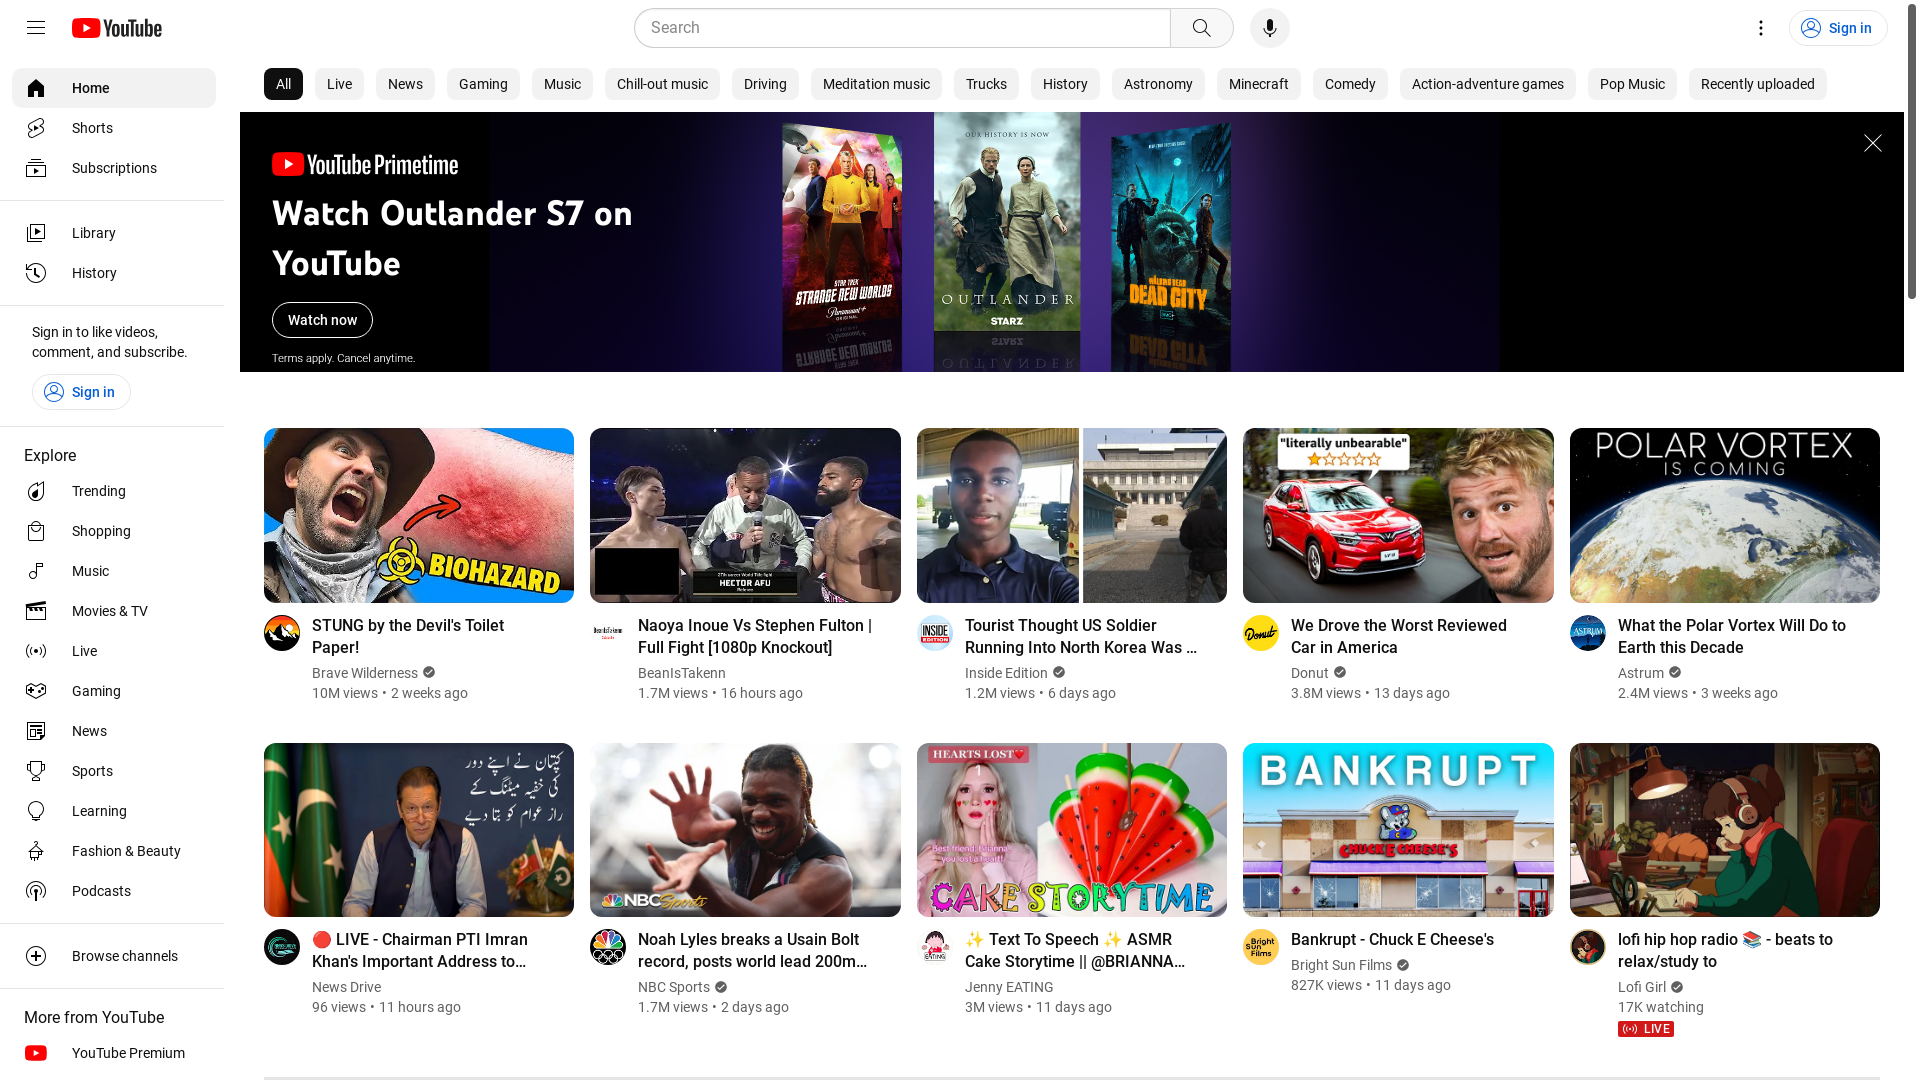 YouTube
Search
Sign in
Home
Shorts
Subscriptions
Library
History
Sign in to like videos,
comment, and subscribe.
Sign in
Explore
Trending
Shopping
Music
Movies & TV
Live
Gaming
News
Sports
Learning
Fashion & Beauty
Podcasts
Browse channels
More from YouTube
YouTube Premium
All
Live
News
Gaming
Music
Chill-out music
Driving
Meditation music
Trucks
History
Astronomy
Minecraft
Comedy
Action-adventure games
Pop Music
Recently uploaded
YouTube Primetime
Watch Outlander S7 on
YouTube
Watch now
Terms apply. Cancel anytime.
STAR TREK
STRANGE NEW WORLDS
Paramount+
ORIGINAL
OUR HISTORY IS NOW
OUTLANDER
STARZ
THE WALKING DEAD
DEAD CITY
BIOHAZARD
STUNG by the Devil's Toilet
Paper!
Brave Wilderness
10M views • 2 weeks ago
HECTOR AFU
Referee
BeanIsTakenn
Naoya Inoue Vs Stephen Fulton |
Full Fight [1080p Knockout]
BeanIsTakenn
1.7M views • 16 hours ago
INSIDE
EDITION
Tourist Thought US Soldier
Running Into North Korea Was ...
Inside Edition
1.2M views • 6 days ago
"literally unbearable"
Donut
We Drove the Worst Reviewed
Car in America
Donut
3.8M views • 13 days ago
POLAR VORTEX
IS COMING
ASTRUM
What the Polar Vortex Will Do to
Earth this Decade
Astrum
2.4M views • 3 weeks ago
کپتان نے اپنے دور
کی خفیہ میٹنگ کے
راز عوام کو بتا دیے
🔴 LIVE - Chairman PTI Imran
Khan's Important Address to...
News Drive
96 views • 11 hours ago
NBC Sports
Noah Lyles breaks a Usain Bolt
record, posts world lead 200m...
NBC Sports
1.7M views • 2 days ago
HEARTS LOST❤️
Best friend: Brianna
you lost a heart!
CAKE STORYTIME
EATING
✨ Text To Speech ✨ ASMR
Cake Storytime || @BRIANNA...
Jenny EATING
3M views • 11 days ago
BANKRUPT
CHUCK E CHEESE'S
Bright
Sun
Films
Bankrupt - Chuck E Cheese's
Bright Sun Films
827K views • 11 days ago
lofi hip hop radio 📚 - beats to
relax/study to
Lofi Girl
17K watching
LIVE